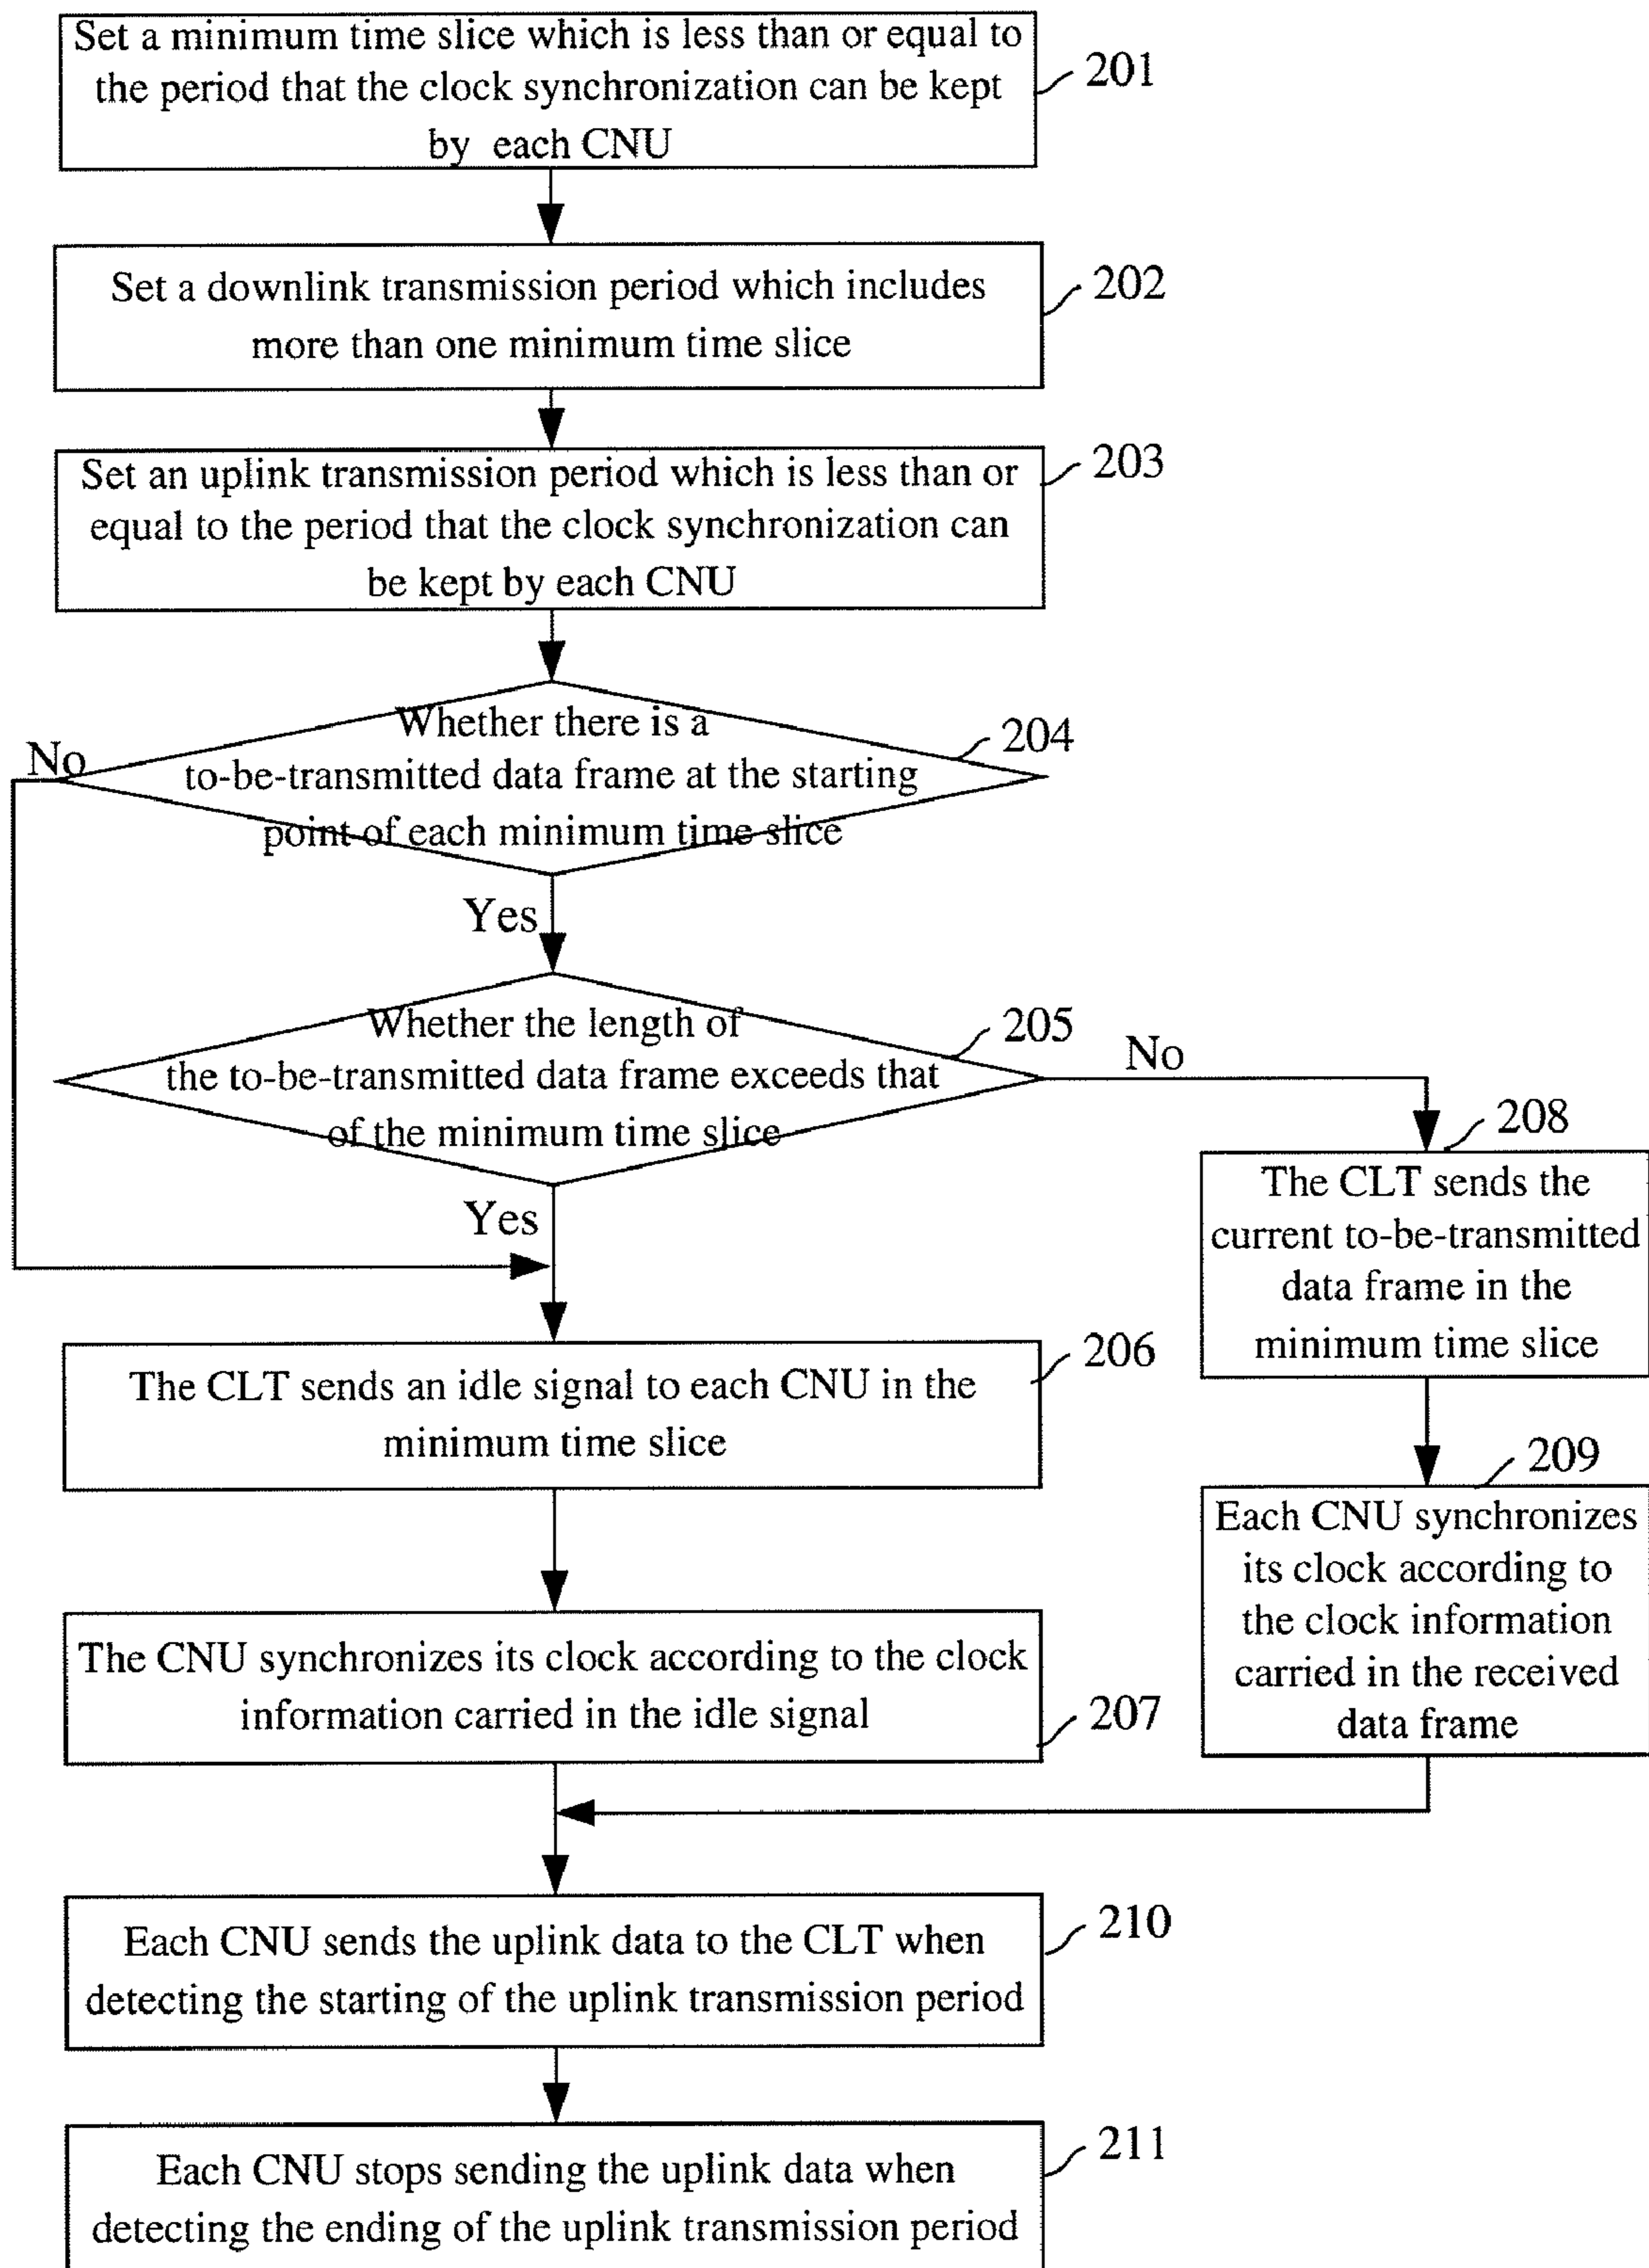 Set a minimum time slice which is less than or equal to
the period that the clock synchronization can be kept
by each CNU
201
Set a downlink transmission period which includes
more than one minimum time slice
202
Set an uplink transmission period which is less than or
equal to the period that the clock synchronization can
be kept by each CNU
203
Whether there is a
to-be-transmitted data frame at the starting
point of each minimum time slice
204
No
Yes
Whether the length of
the to-be-transmitted data frame exceeds that
of the minimum time slice
205
No
Yes
208
The CLT sends the
current to-be-transmitted
data frame in the
minimum time slice
The CLT sends an idle signal to each CNU in the
minimum time slice
206
209
Each CNU synchronizes
its clock according to
the clock information
carried in the received
data frame
The CNU synchronizes its clock according to the clock
information carried in the idle signal
207
Each CNU sends the uplink data to the CLT when
detecting the starting of the uplink transmission period
210
Each CNU stops sending the uplink data when
detecting the ending of the uplink transmission period
211